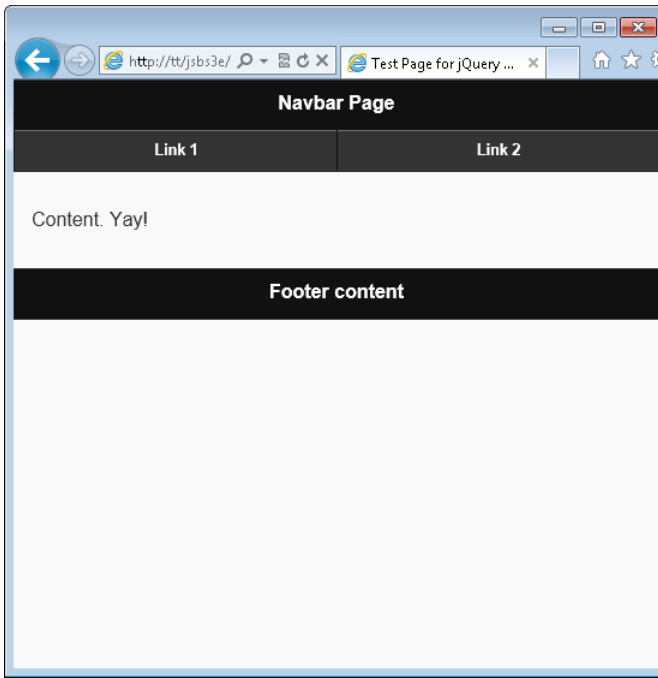 http://tt/jsbs3e/
Test Page for jQuery ...
Navbar Page
Link 1 Link 2
Content. Yay!
Footer content